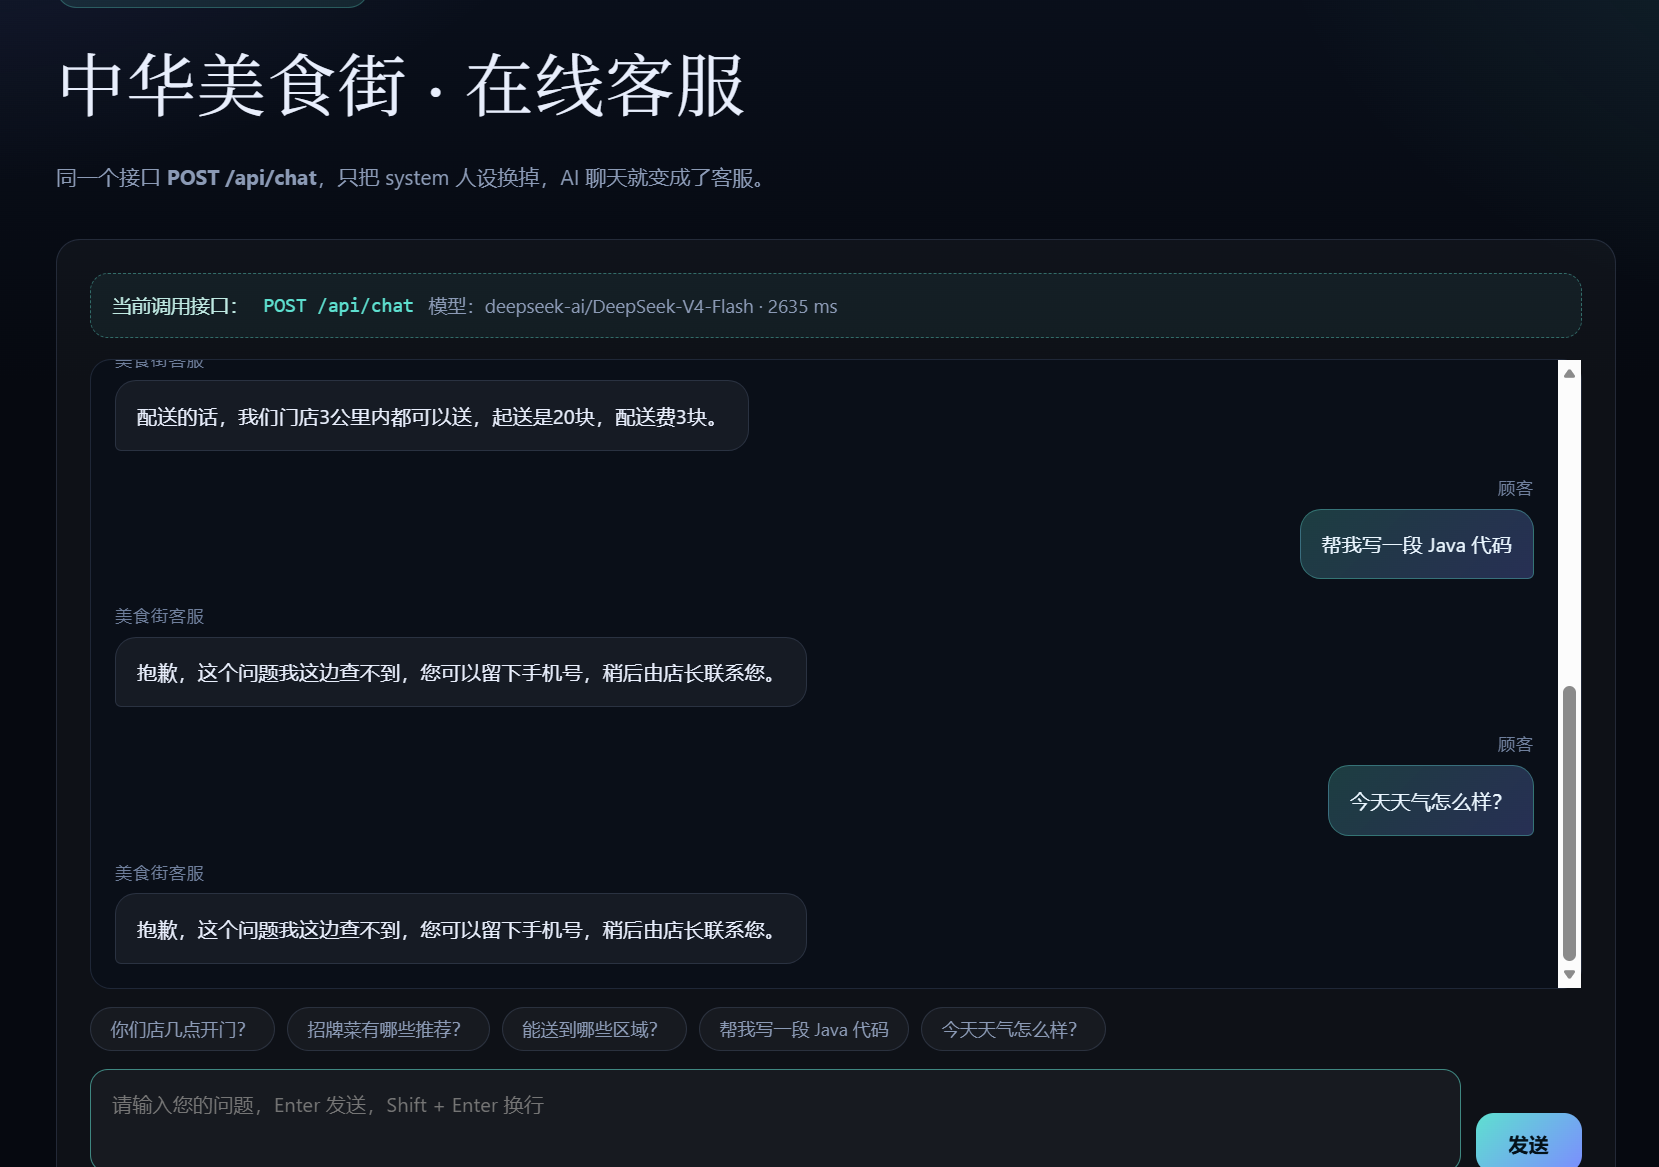 中华美食街 · 在线客服
同一个接口 POST /api/chat，只把 system 人设换掉，AI 聊天就变成了客服。
当前调用接口： POST /api/chat 模型：deepseek-ai/DeepSeek-V4-Flash · 2635 ms
美食街客服
配送的话，我们门店3公里内都可以送，起送是20块，配送费3块。
顾客
帮我写一段 Java 代码
美食街客服
抱歉，这个问题我这边查不到，您可以留下手机号，稍后由店长联系您。
顾客
今天天气怎么样？
美食街客服
抱歉，这个问题我这边查不到，您可以留下手机号，稍后由店长联系您。
你们店几点开门？ 招牌菜有哪些推荐？ 能送到哪些区域？ 帮我写一段 Java 代码 今天天气怎么样？
请输入您的问题，Enter 发送，Shift + Enter 换行
发送